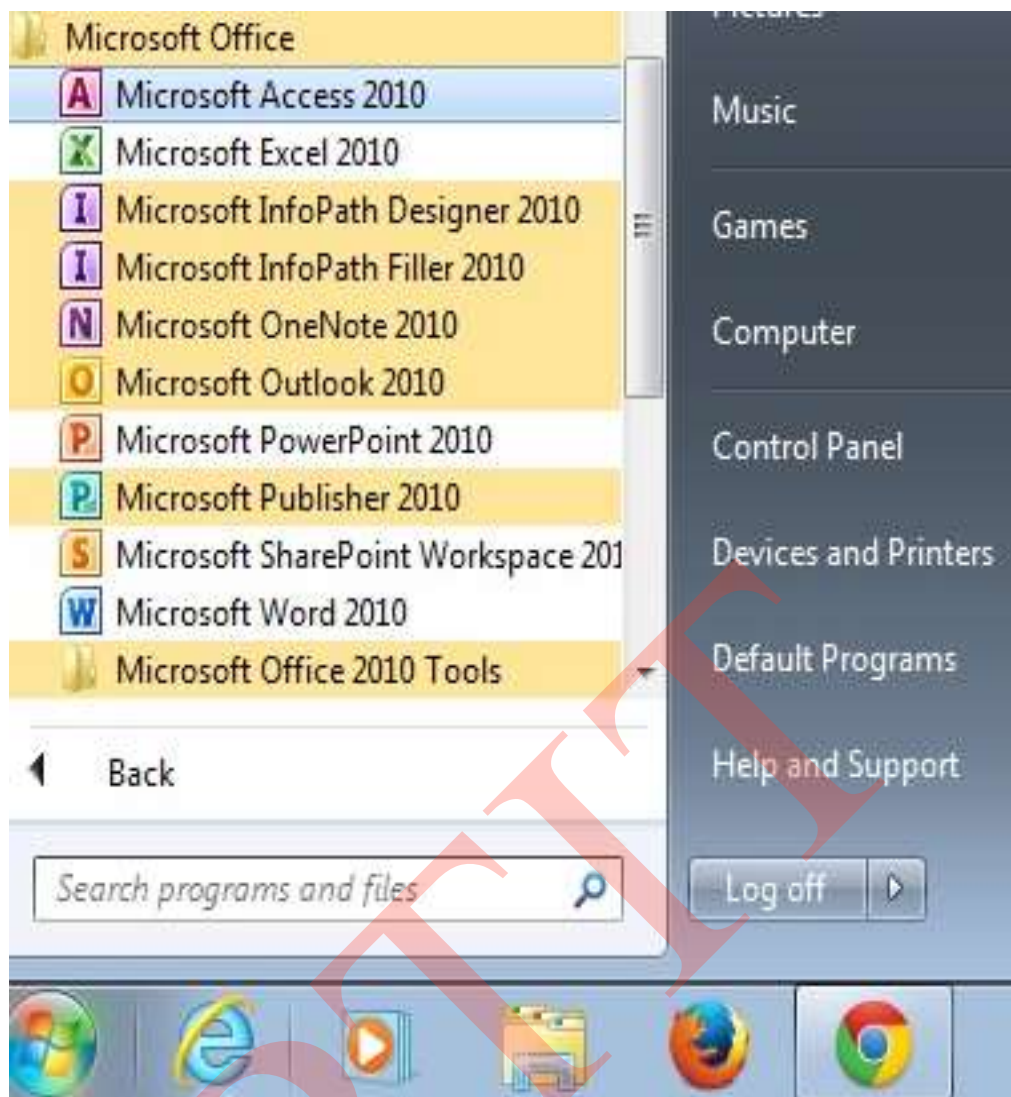 Microsoft Office
Microsoft Access 2010
Microsoft Excel 2010
Microsoft InfoPath Designer 2010
Microsoft InfoPath Filler 2010
Microsoft OneNote 2010
Microsoft Outlook 2010
Microsoft PowerPoint 2010
Microsoft Publisher 2010
Microsoft SharePoint Workspace 201
Microsoft Word 2010
Microsoft Office 2010 Tools
Back
Search programs and files
Pictures
Music
Games
Computer
Control Panel
Devices and Printers
Default Programs
Help and Support
Log off